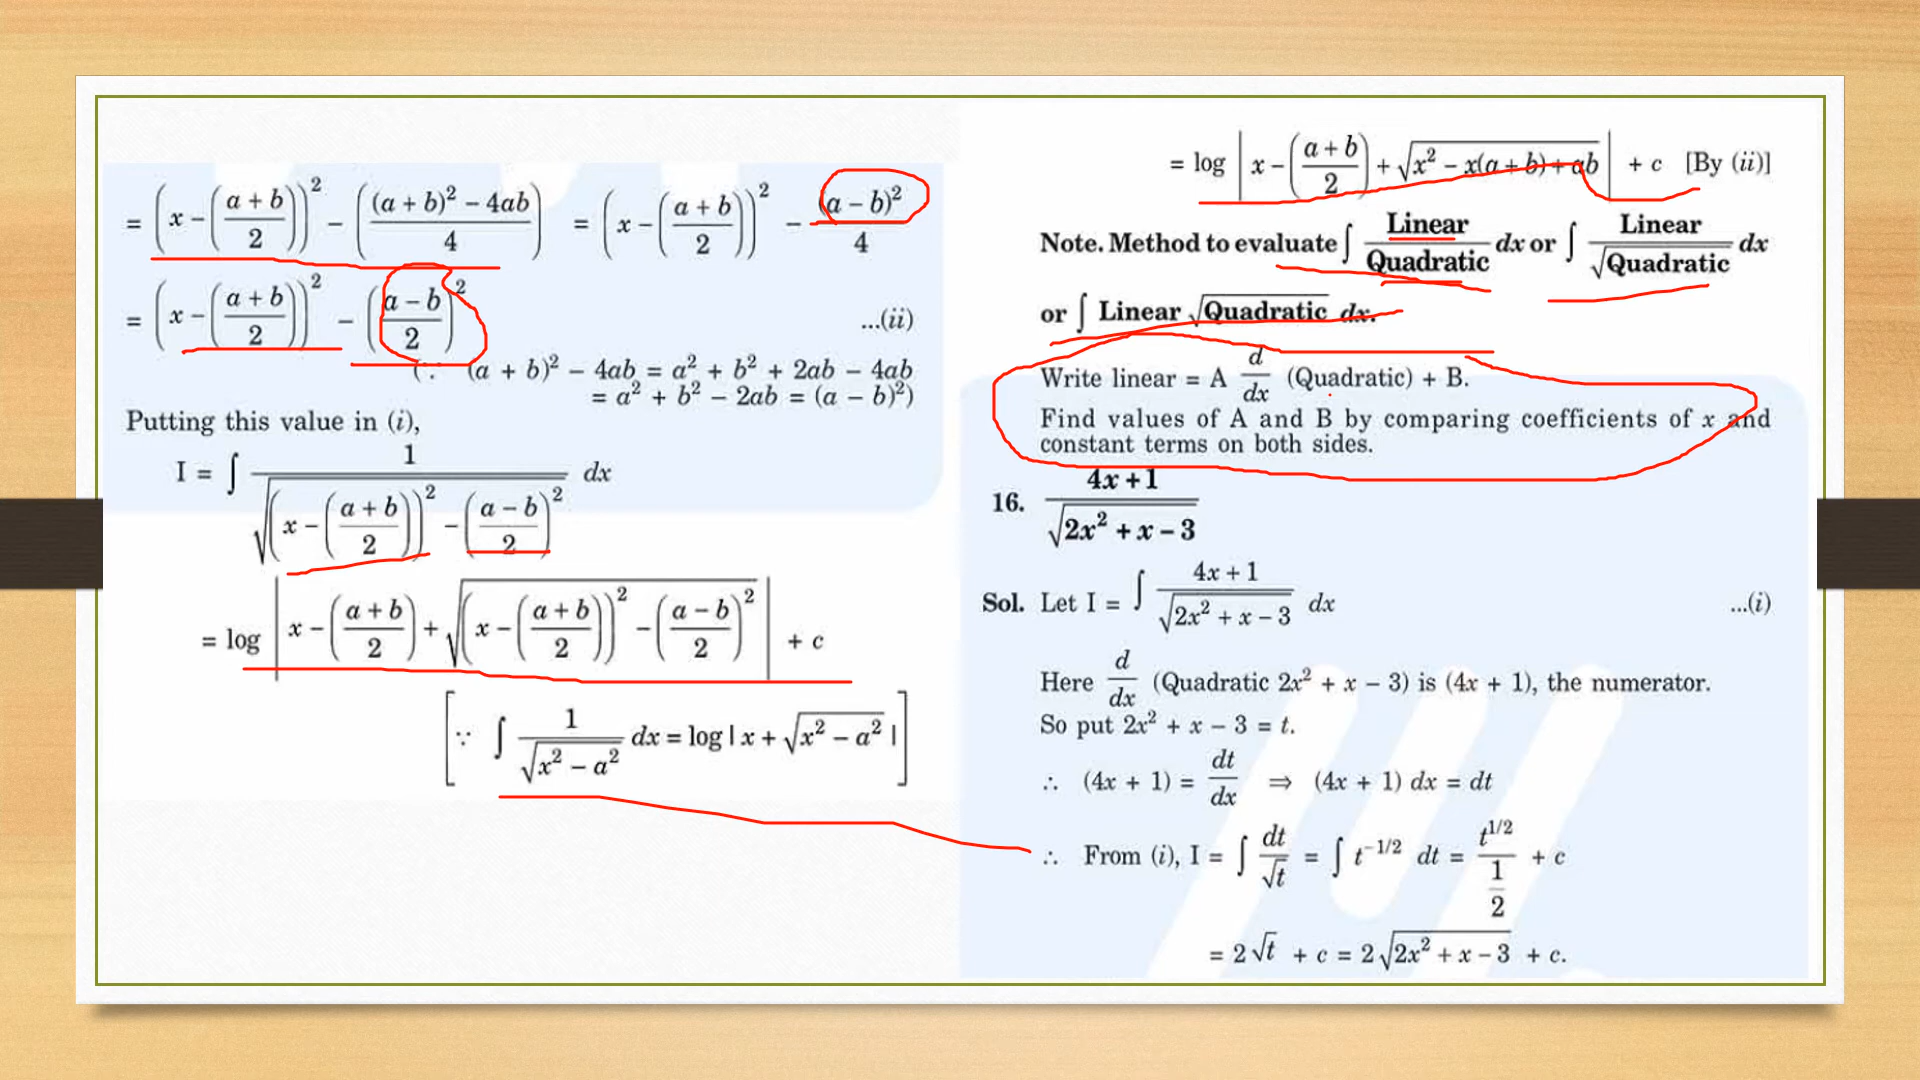 = (x − ((a + b)/2))² − (((a + b)² − 4ab)/4) = (x − ((a + b)/2))² − (a − b)²/4
= (x − ((a + b)/2))² − ((a − b)/2)² ...(ii)
(∵ (a + b)² − 4ab = a² + b² + 2ab − 4ab
= a² + b² − 2ab = (a − b)²)
Putting this value in (i),
I = ∫ 1/√((x − ((a + b)/2))² − ((a − b)/2)²) dx
= log | x − ((a + b)/2) + √((x − ((a + b)/2))² − ((a − b)/2)²) | + c
[∵ ∫ 1/√(x² − a²) dx = log | x + √(x² − a²) |]
= log | x − ((a + b)/2) + √(x² − x(a + b) + ab) | + c [By (ii)]
Note. Method to evaluate ∫ Linear/Quadratic dx or ∫ Linear/√Quadratic dx
or ∫ Linear √Quadratic dx.
Write linear = A d/dx (Quadratic) + B.
Find values of A and B by comparing coefficients of x and
constant terms on both sides.
16. (4x + 1)/√(2x² + x − 3)
Sol. Let I = ∫ (4x + 1)/√(2x² + x − 3) dx ...(i)
Here d/dx (Quadratic 2x² + x − 3) is (4x + 1), the numerator.
So put 2x² + x − 3 = t.
∴ (4x + 1) = dt/dx ⇒ (4x + 1) dx = dt
∴ From (i), I = ∫ dt/√t = ∫ t^(−1/2) dt = t^(1/2)/(1/2) + c
= 2√t + c = 2√(2x² + x − 3) + c.